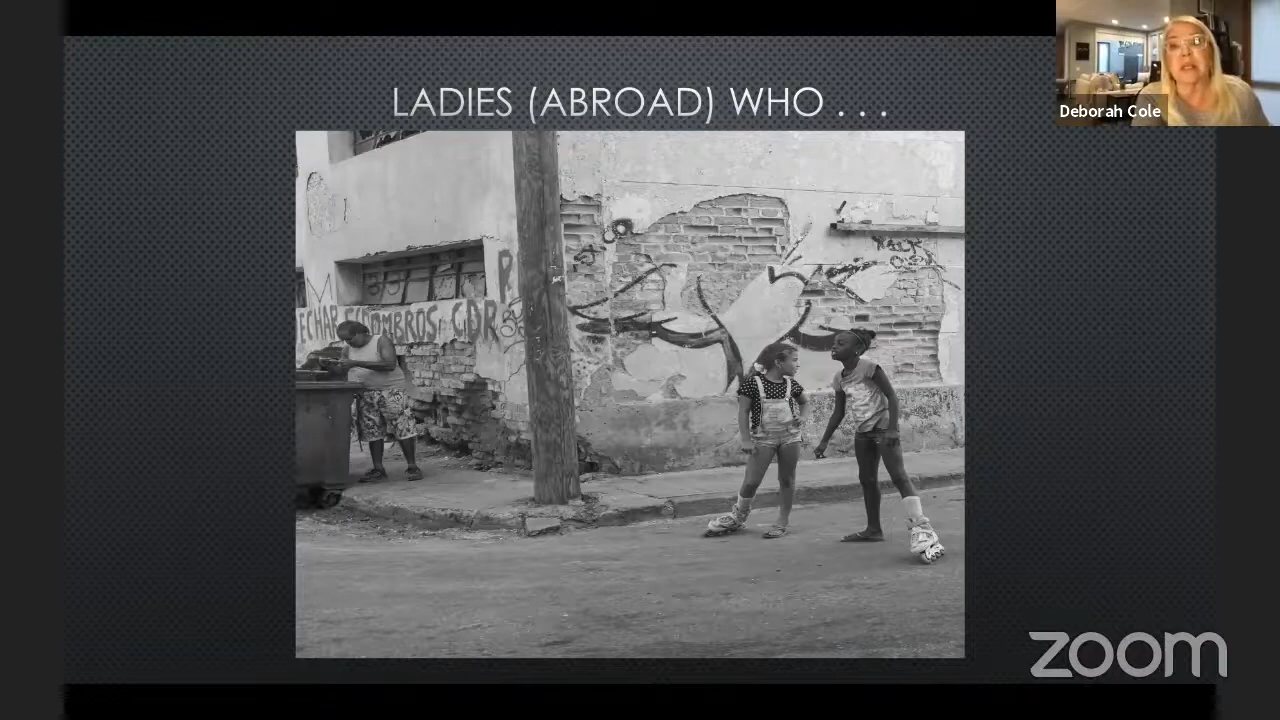 LADIES (ABROAD) WHO . . .
Deborah Cole
ECHAR ESCOMBROS. CDR
zoom